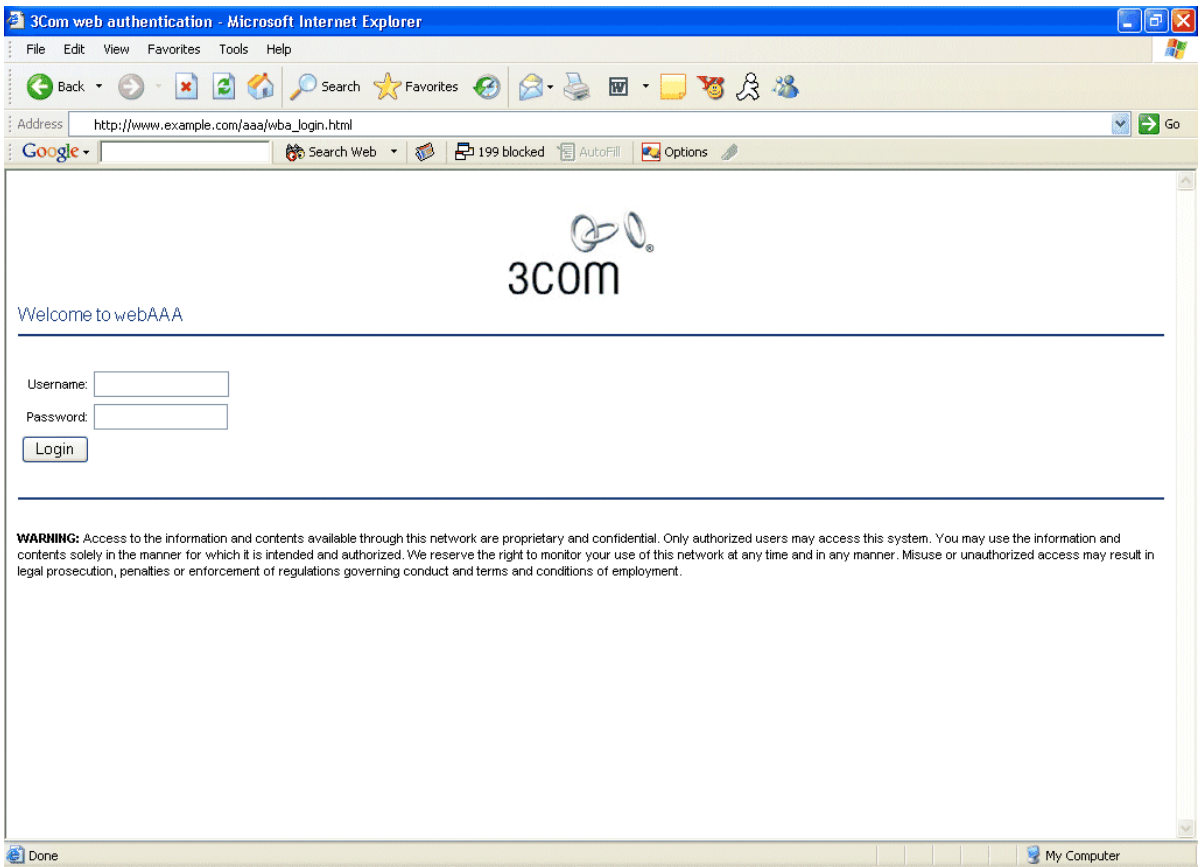 3Com web authentication - Microsoft Internet Explorer
File Edit View Favorites Tools Help
Back Search Favorites
Address http://www.example.com/aaa/wba_login.html Go
Google Search Web 199 blocked AutoFill Options
3COM
Welcome to webAAA
Username:
Password:
Login
WARNING: Access to the information and contents available through this network are proprietary and confidential. Only authorized users may access this system. You may use the information and
contents solely in the manner for which it is intended and authorized. We reserve the right to monitor your use of this network at any time and in any manner. Misuse or unauthorized access may result in
legal prosecution, penalties or enforcement of regulations governing conduct and terms and conditions of employment.
Done My Computer